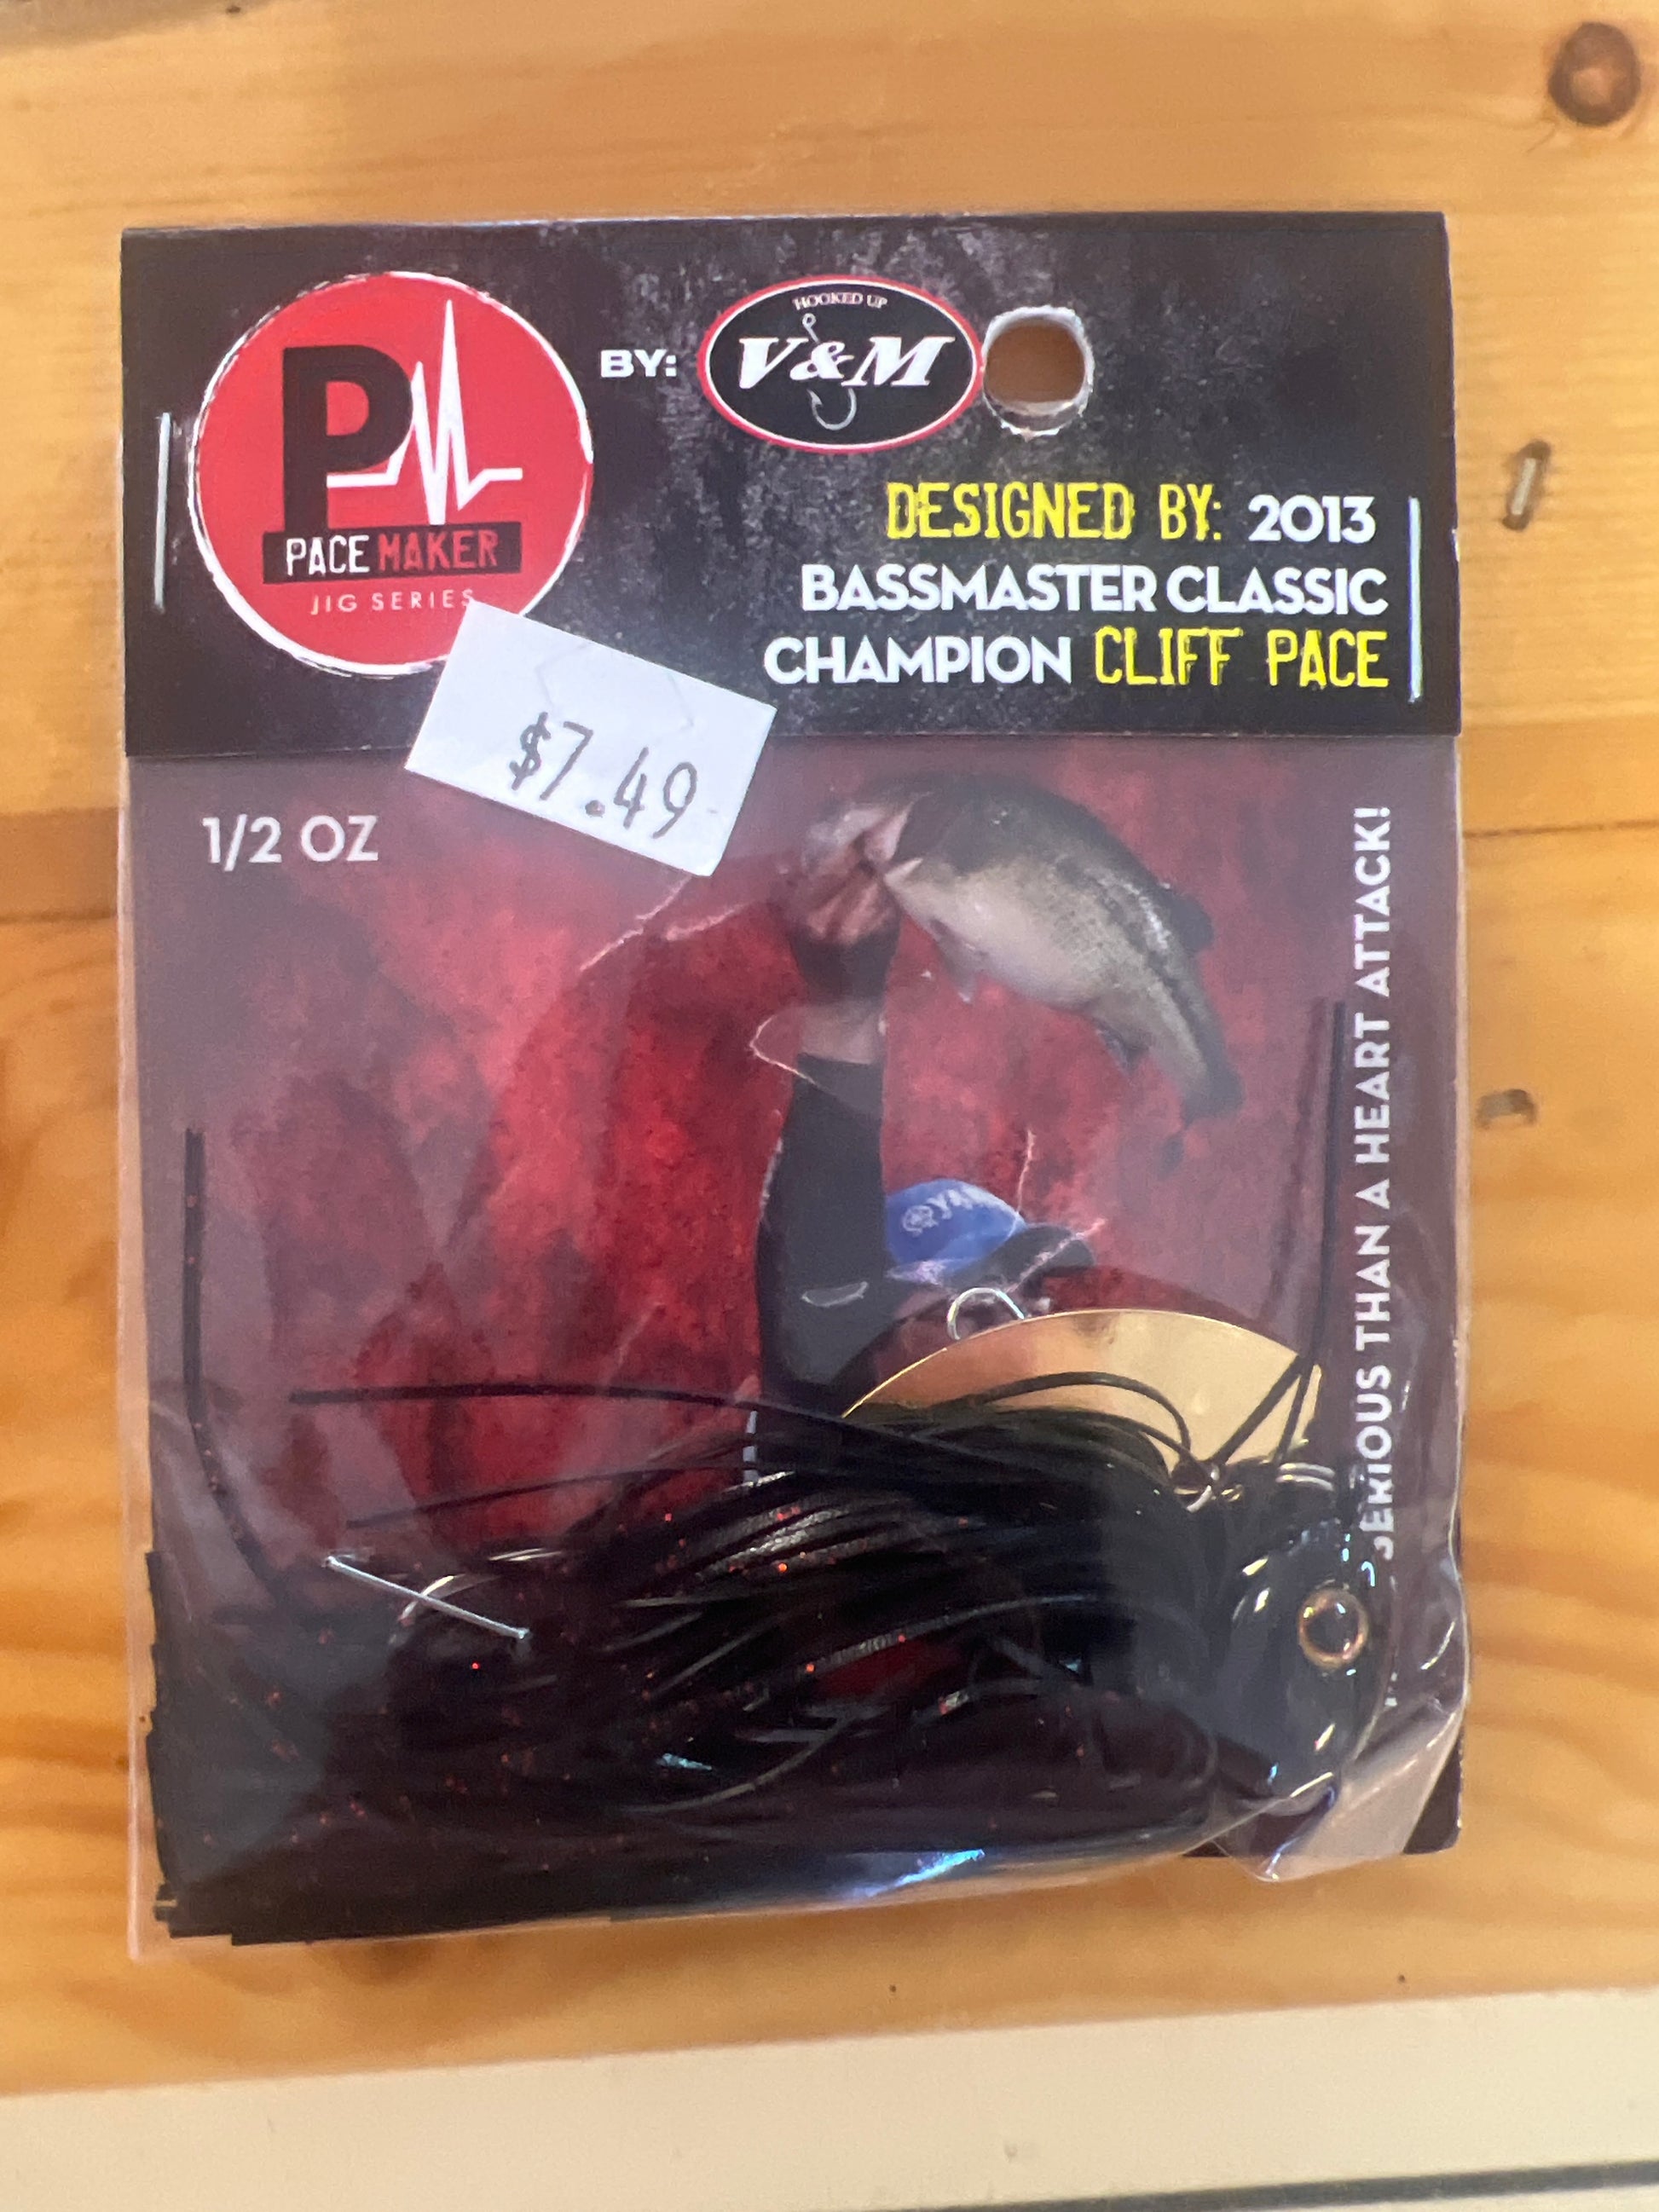 HOOKED UP
BY: V&M
P
PACE MAKER
JIG SERIES
DESIGNED BY: 2013
BASSMASTER CLASSIC
CHAMPION CLIFF PACE
$7.49
1/2 OZ
SERIOUS THAN A HEART ATTACK!